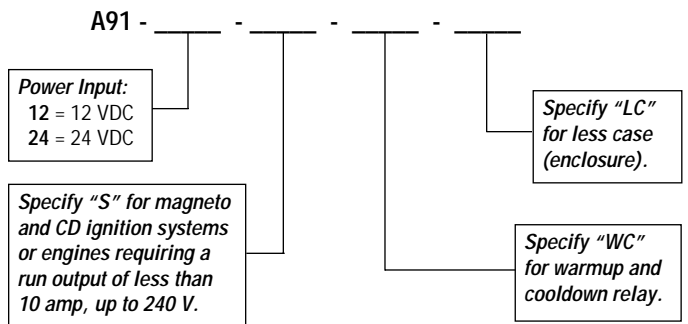 A91 - _____ - _____ - _____ - _____
Power Input:
12 = 12 VDC
24 = 24 VDC
Specify “LC”
for less case
(enclosure).
Specify “S” for magneto
and CD ignition systems
or engines requiring a
run output of less than
10 amp, up to 240 V.
Specify “WC”
for warmup and
cooldown relay.